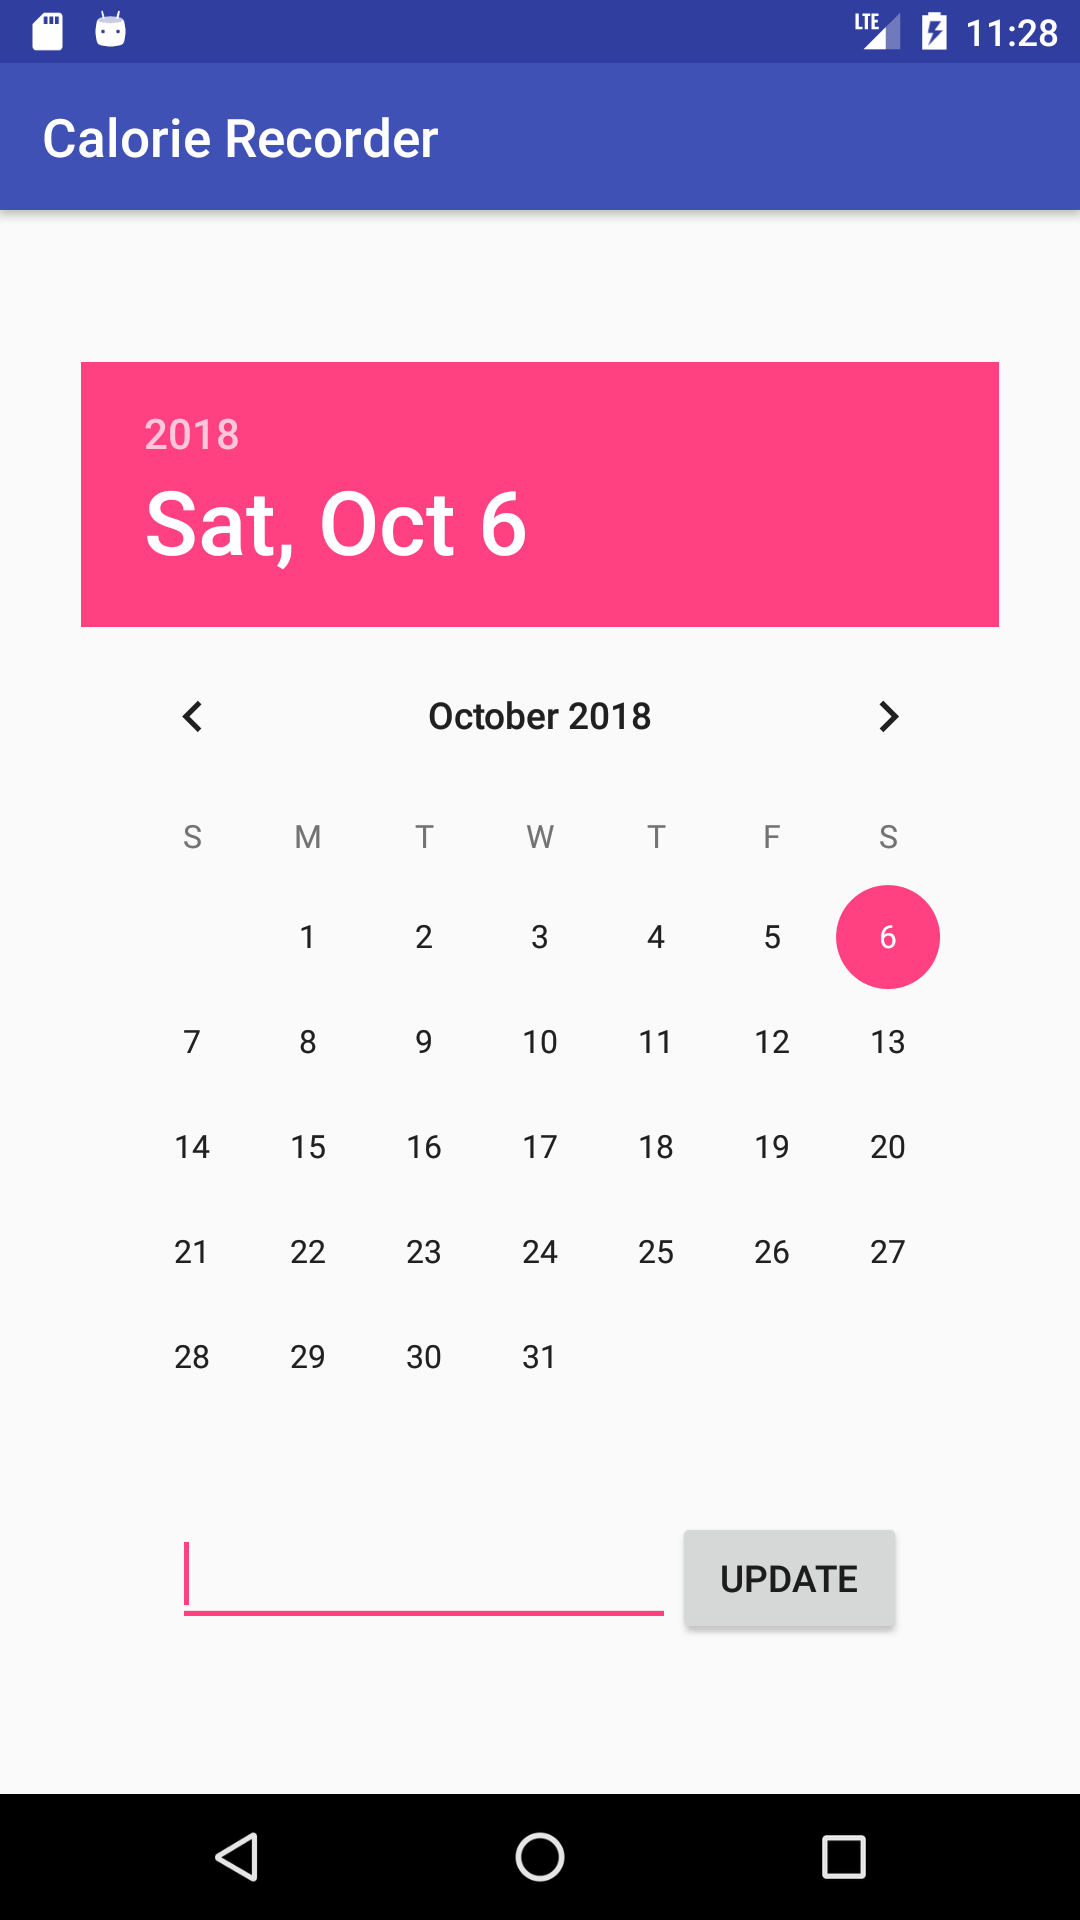 LTE 11:28
Calorie Recorder
2018
Sat, Oct 6
October 2018
S M T W T F S
1 2 3 4 5 6
7 8 9 10 11 12 13
14 15 16 17 18 19 20
21 22 23 24 25 26 27
28 29 30 31
UPDATE